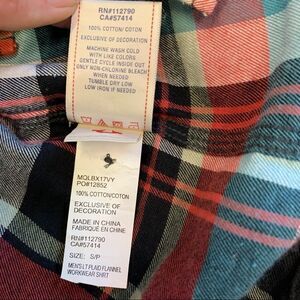 RN#112790
CA#57414
100% COTTON/ COTON
EXCLUSIVE OF DECORATION
MACHINE WASH COLD
WITH LIKE COLORS
GENTLE CYCLE INSIDE OUT
ONLY NON-CHLORINE BLEACH
WHEN NEEDED
TUMBLE DRY LOW
LOW IRON IF NEEDED
MQLBX17VY
PO#12852
100% COTTON/COTON
EXCLUSIVE OF
DECORATION
MADE IN CHINA
FABRIQUÉ EN CHINE
RN#112790
CA#57414
SIZE: S/P
MEN'S LT PLAID FLANNEL
WORKWEAR SHIRT